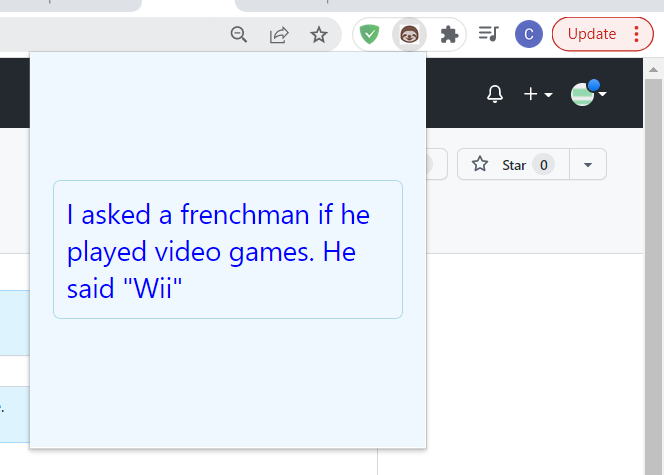 C
Update
Star 0
I asked a frenchman if he
played video games. He
said "Wii"